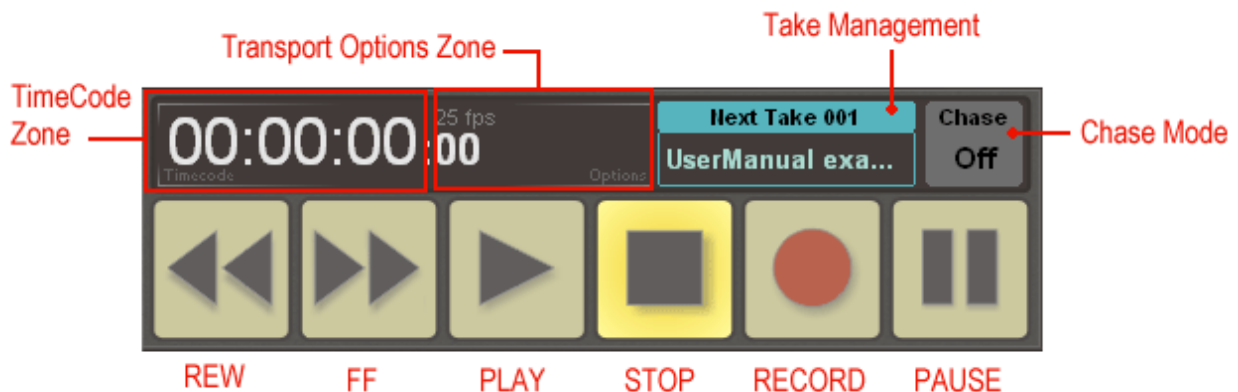 Take Management
Transport Options Zone
TimeCode
Zone
00:00:00:00
25 fps
Timecode
Options
Next Take 001
UserManual exa...
Chase
Off
Chase Mode
REW
FF
PLAY
STOP
RECORD
PAUSE